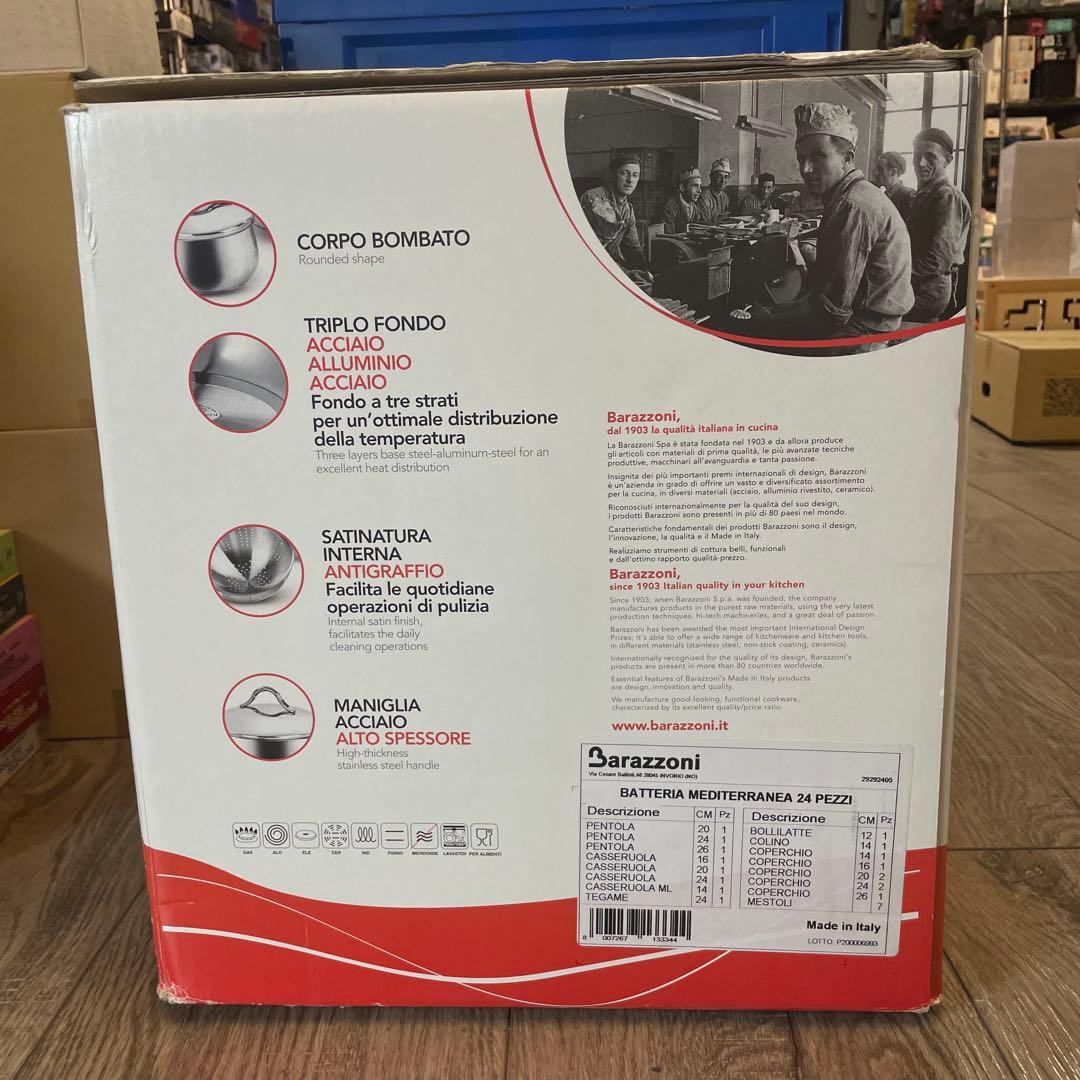 CORPO BOMBATO
Rounded shape
TRIPLO FONDO
ACCIAIO
ALLUMINIO
ACCIAIO
Fondo a tre strati
per un'ottimale distribuzione
della temperatura
Three layers base steel-aluminum-steel for an
excellent heat distribution
SATINATURA
INTERNA
ANTIGRAFFIO
Facilita le quotidiane
operazioni di pulizia
Internal satin finish,
facilitates the daily
cleaning operations
MANIGLIA
ACCIAIO
ALTO SPESSORE
High-thickness
stainless steel handle
GAS ALO ELE CER IND FORNO MICROONDE LAVASTOV PER ALIMENTI
Barazzoni,
dal 1903 la qualità italiana in cucina
La Barazzoni Spa è stata fondata nel 1903 e da allora produce
gli articoli con materiali di prima qualità, le più avanzate tecniche
produttive, macchinari all'avanguardia e tanta passione.
Insignita dei più importanti premi internazionali di design, Barazzoni
è un'azienda in grado di offrire un vasto e diversificato assortimento
per la cucina, in diversi materiali (acciaio, alluminio rivestito, ceramico).
Riconosciuti internazionalmente per la qualità del suo design,
i prodotti Barazzoni sono presenti in più di 80 paesi nel mondo.
Caratteristiche fondamentali dei prodotti Barazzoni sono il design,
l'innovazione, la qualità e il Made in Italy.
Realizziamo strumenti di cottura belli, funzionali
e dall'ottimo rapporto qualità-prezzo.
Barazzoni,
since 1903 Italian quality in your kitchen
Since 1903, when Barazzoni S.p.a. was founded, the company
manufactures products in the purest raw materials, using the very latest
production techniques, hi-tech machineries, and a great deal of passion.
Barazzoni has been awarded the most important International Design
Prizes; it's able to offer a wide range of kitchenware and kitchen tools,
in different materials (stainless steel, non-stick coating, ceramics).
Internationally recognized for the quality of its design, Barazzoni's
products are present in more than 80 countries worldwide.
Essential features of Barazzoni's Made In Italy products
are design, innovation and quality.
We manufacture good-looking, functional cookware,
characterized by its excellent quality/price ratio.
www.barazzoni.it
Barazzoni
Via Cesare Battisti,46 28045 INVORIO (NO)
29292405
BATTERIA MEDITERRANEA 24 PEZZI
Descrizione CM Pz
PENTOLA 20 1
PENTOLA 24 1
PENTOLA 26 1
CASSERUOLA 16 1
CASSERUOLA 20 1
CASSERUOLA 24 1
CASSERUOLA ML 14 1
TEGAME 24 1
Descrizione CM Pz
BOLLILATTE 12 1
COLINO 14 1
COPERCHIO 14 1
COPERCHIO 16 1
COPERCHIO 20 2
COPERCHIO 24 2
COPERCHIO 26 1
MESTOLI 7
8 007267 133344
Made in Italy
LOTTO: P200006993